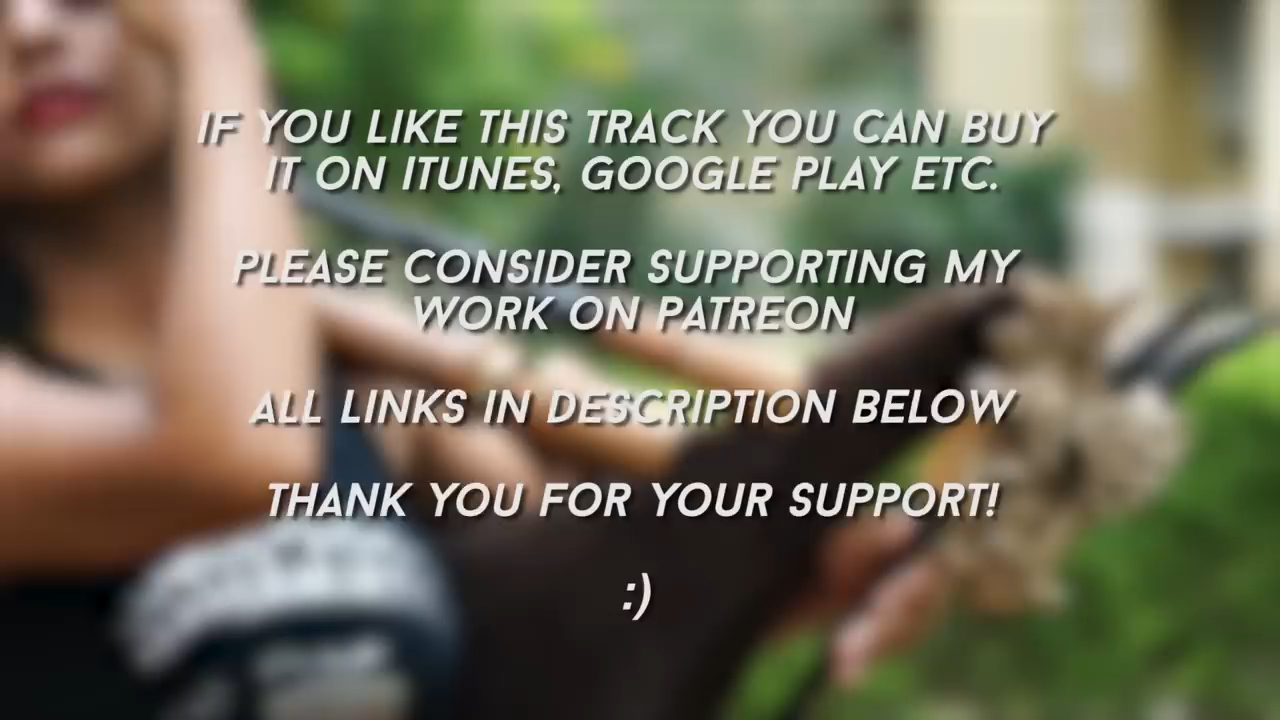 IF YOU LIKE THIS TRACK YOU CAN BUY
IT ON ITUNES, GOOGLE PLAY ETC.
PLEASE CONSIDER SUPPORTING MY
WORK ON PATREON
ALL LINKS IN DESCRIPTION BELOW
THANK YOU FOR YOUR SUPPORT!
:)